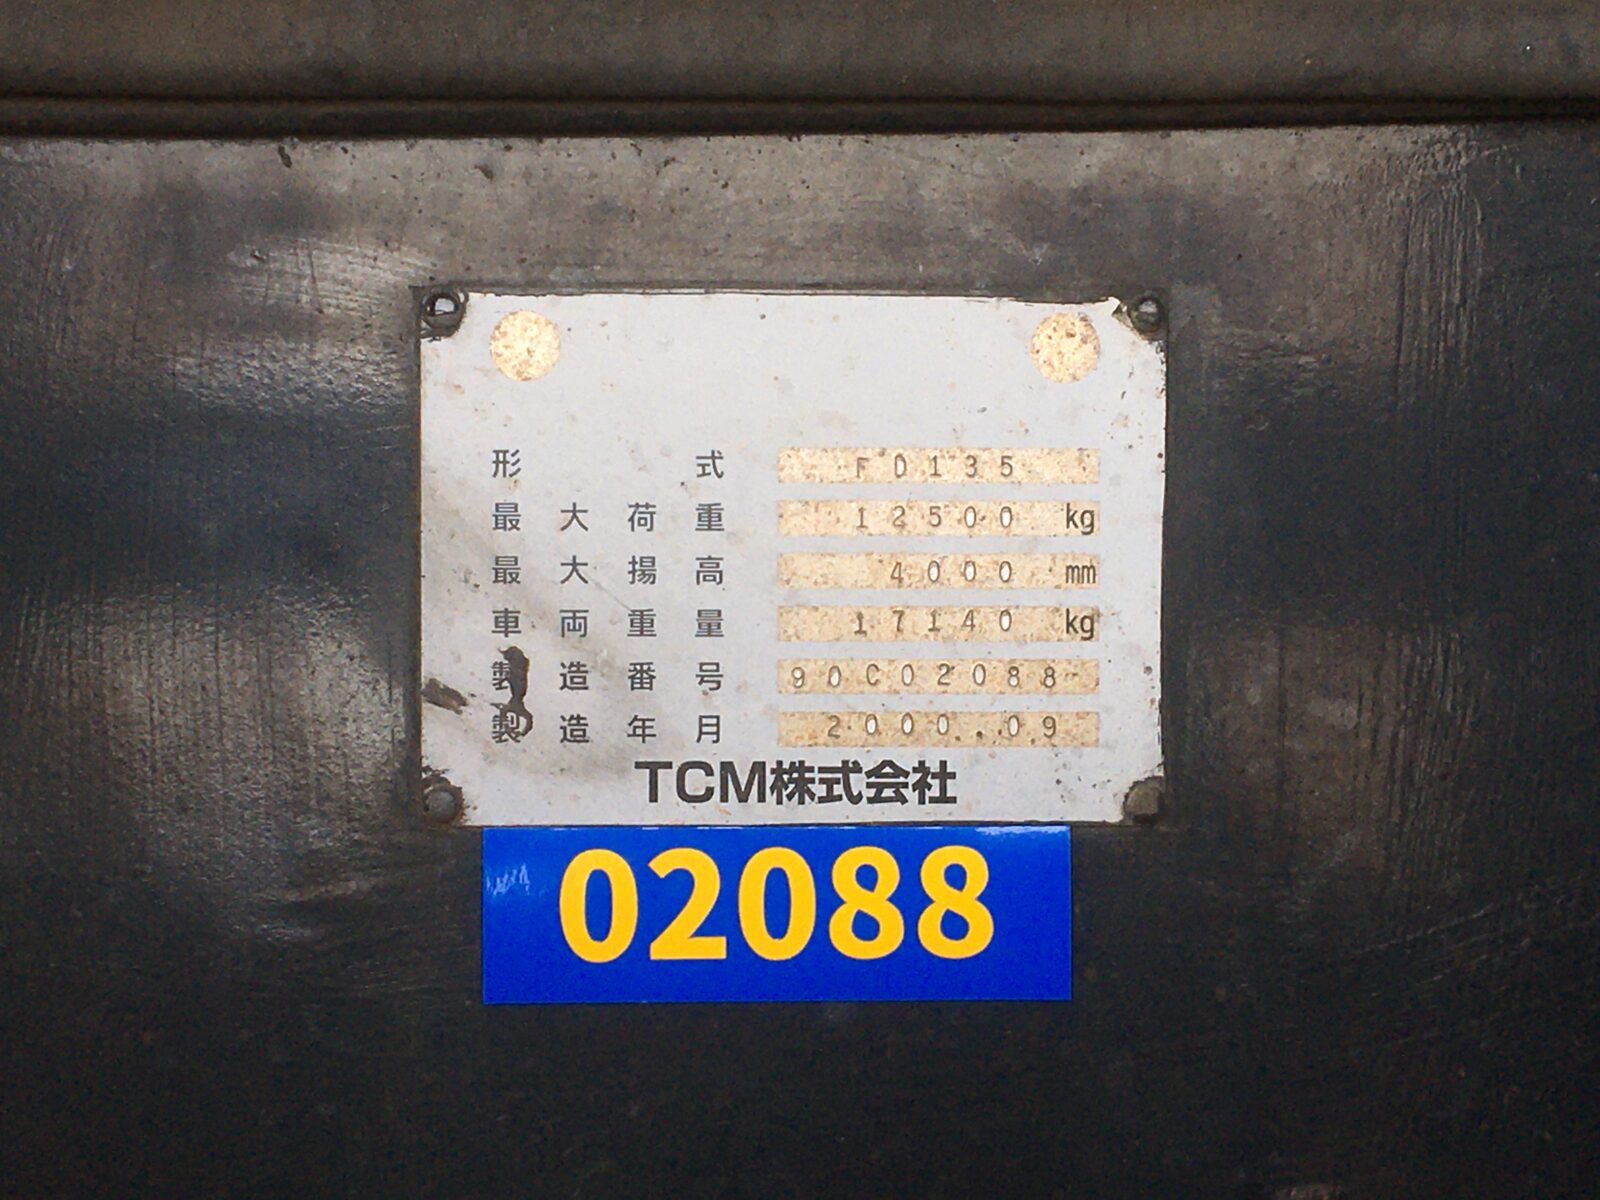 形式 FD135
最大荷重 12500 kg
最大揚高 4000 mm
車両重量 17140 kg
製造番号 90C02088
製造年月 2000.09
TCM株式会社
02088